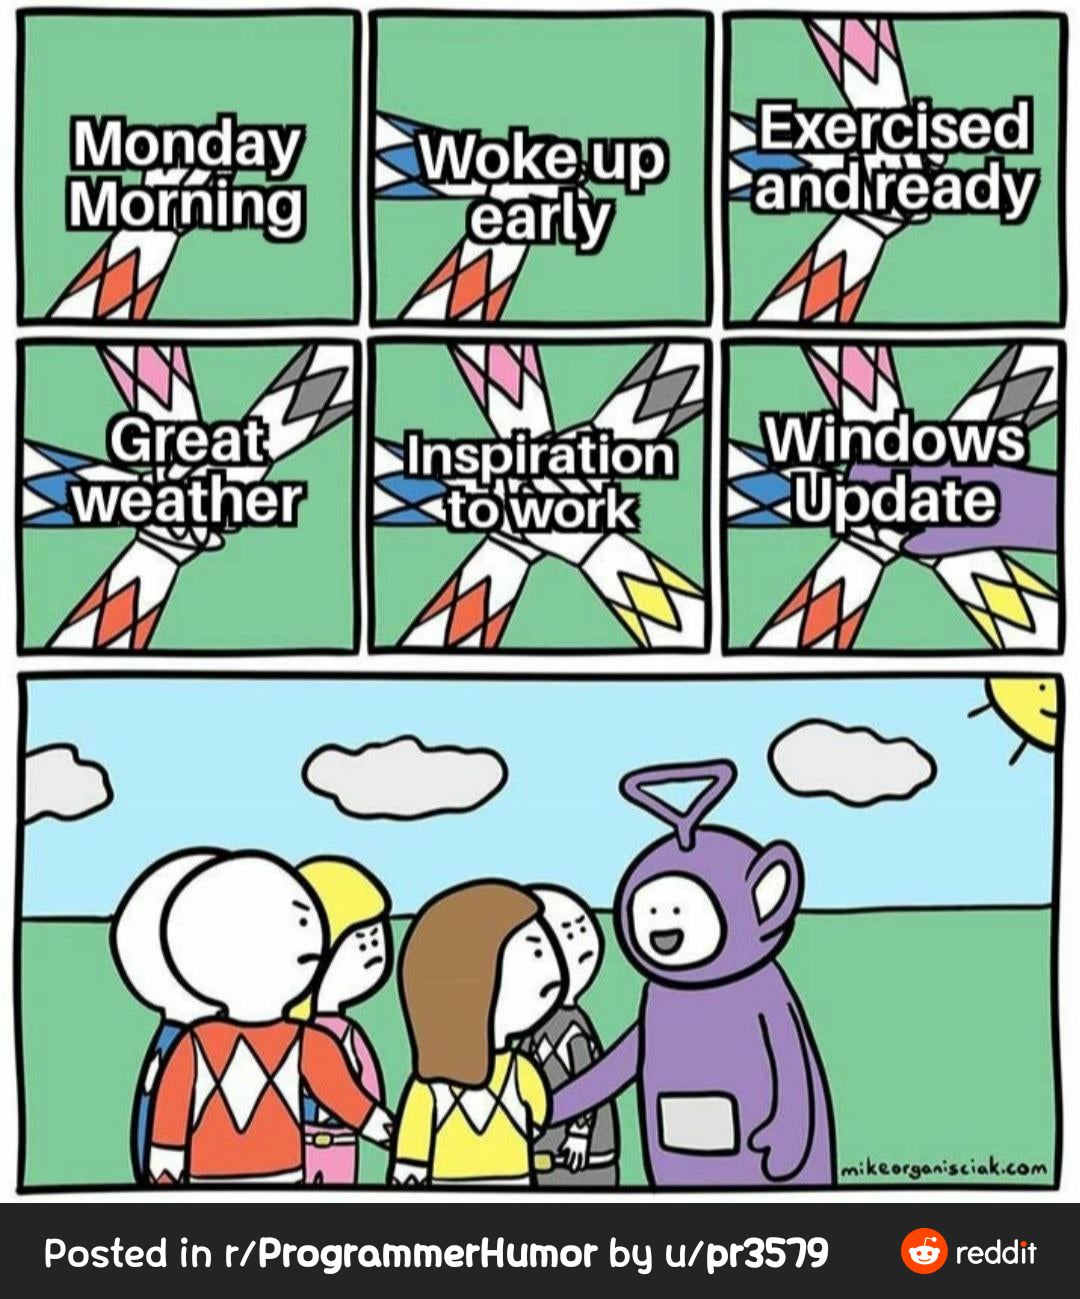 Monday
Morning
Woke up
early
Exercised
and ready
Great
weather
Inspiration
to work
Windows
Update
mikeorganisciak.com
Posted in r/ProgrammerHumor by u/pr3579
reddit